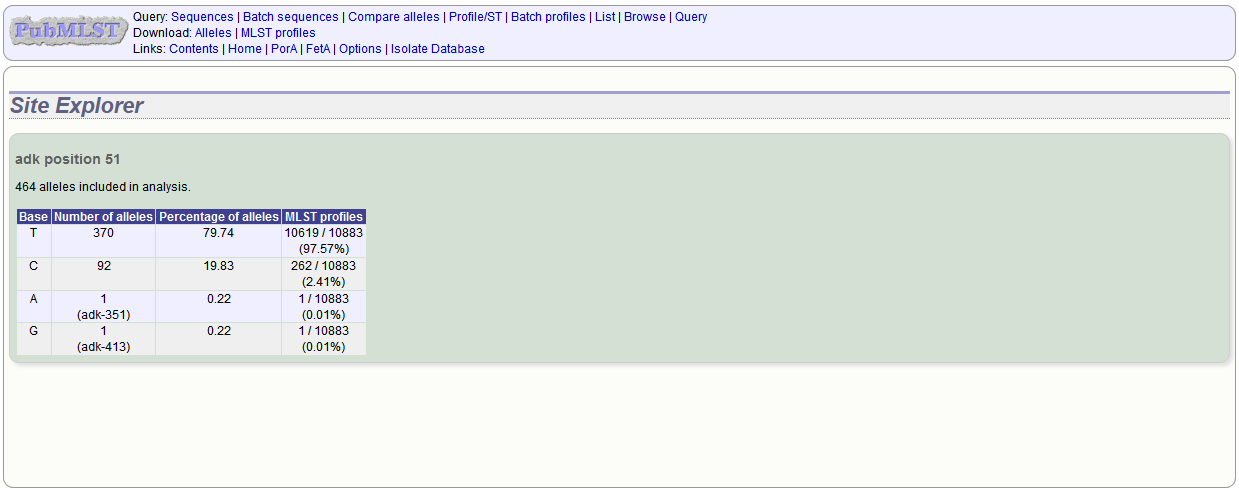 PubMLST
Query: Sequences | Batch sequences | Compare alleles | Profile/ST | Batch profiles | List | Browse | Query
Download: Alleles | MLST profiles
Links: Contents | Home | PorA | FetA | Options | Isolate Database
Site Explorer
adk position 51
464 alleles included in analysis.
Base Number of alleles Percentage of alleles MLST profiles
T 370 79.74 10619 / 10883
(97.57%)
C 92 19.83 262 / 10883
(2.41%)
A 1 0.22 1 / 10883
(adk-351) (0.01%)
G 1 0.22 1 / 10883
(adk-413) (0.01%)